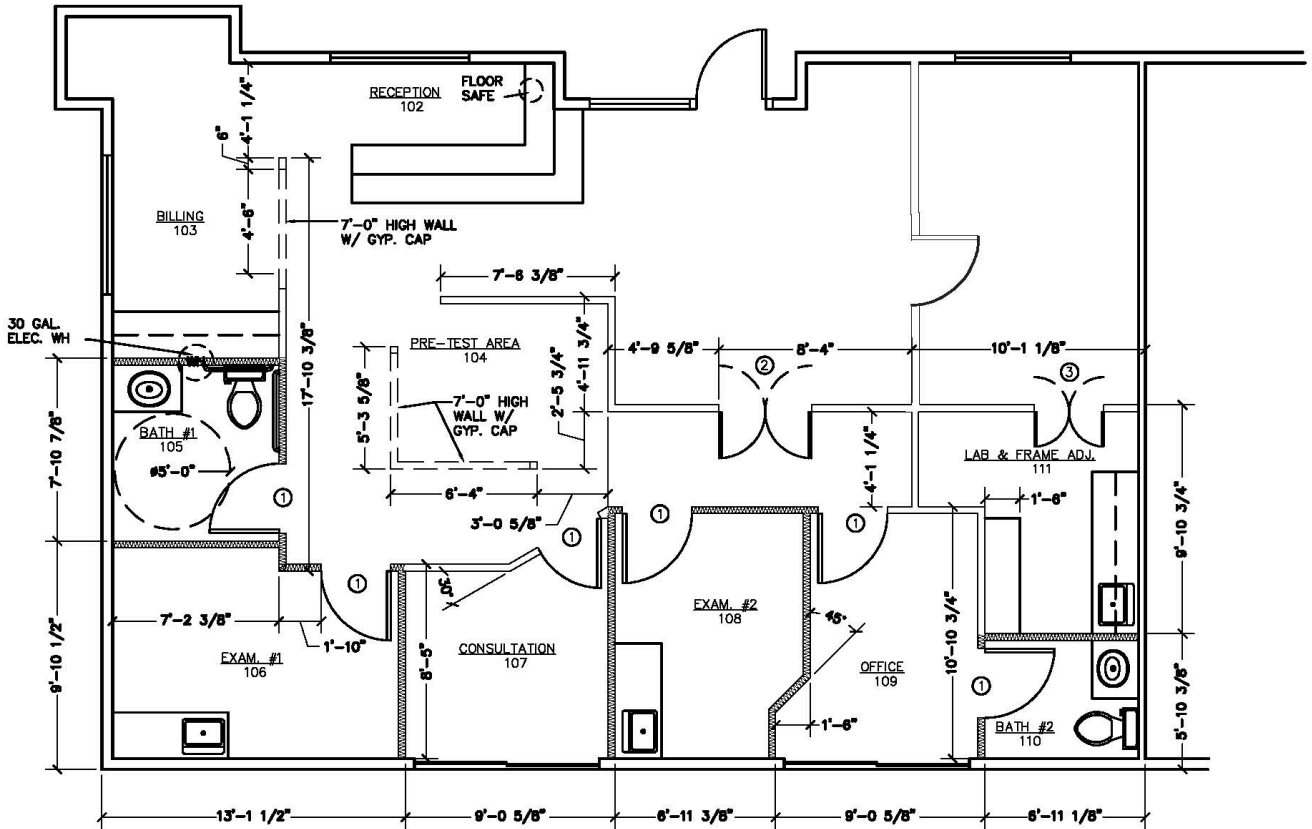 RECEPTION
102
FLOOR
SAFE
4'-1 1/4"
6"
4'-6"
BILLING
103
7'-0" HIGH WALL
W/ GYP. CAP
7'-6 3/8"
30 GAL.
ELEC. WH
WH
17'-10 3/8"
PRE-TEST AREA
104
4'-11 3/4"
2'-5 3/4"
4'-9 5/8"
2
8'-4"
10'-1 1/8"
3
5'-3 5/8"
7'-0" HIGH
WALL W/
GYP. CAP
7'-10 7/8"
BATH #1
105
ø5'-0"
1
6'-4"
3'-0 5/8"
4'-1 1/4"
LAB & FRAME ADJ.
111
1'-6"
9'-10 3/4"
1
1
1
1
30°
7'-2 3/8"
1'-10"
9'-10 1/2"
EXAM. #1
106
8'-5"
CONSULTATION
107
EXAM. #2
108
45°
OFFICE
109
10'-10 3/4"
1
1'-6"
BATH #2
110
5'-10 3/8"
13'-1 1/2"
9'-0 5/8"
6'-11 3/8"
9'-0 5/8"
6'-11 1/8"